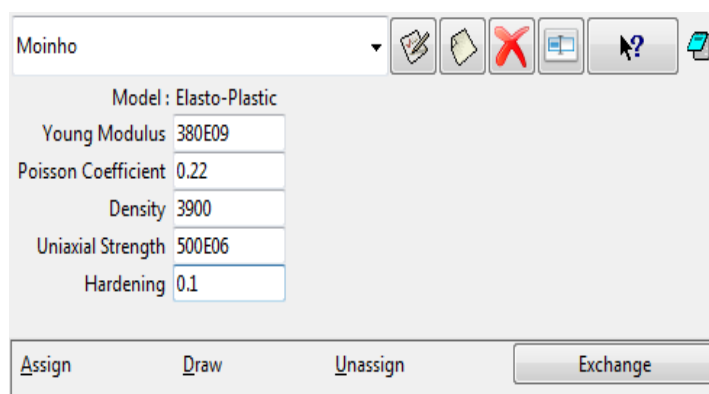 Moinho
Model : Elasto-Plastic
Young Modulus 380E09
Poisson Coefficient 0.22
Density 3900
Uniaxial Strength 500E06
Hardening 0.1
Assign Draw Unassign Exchange